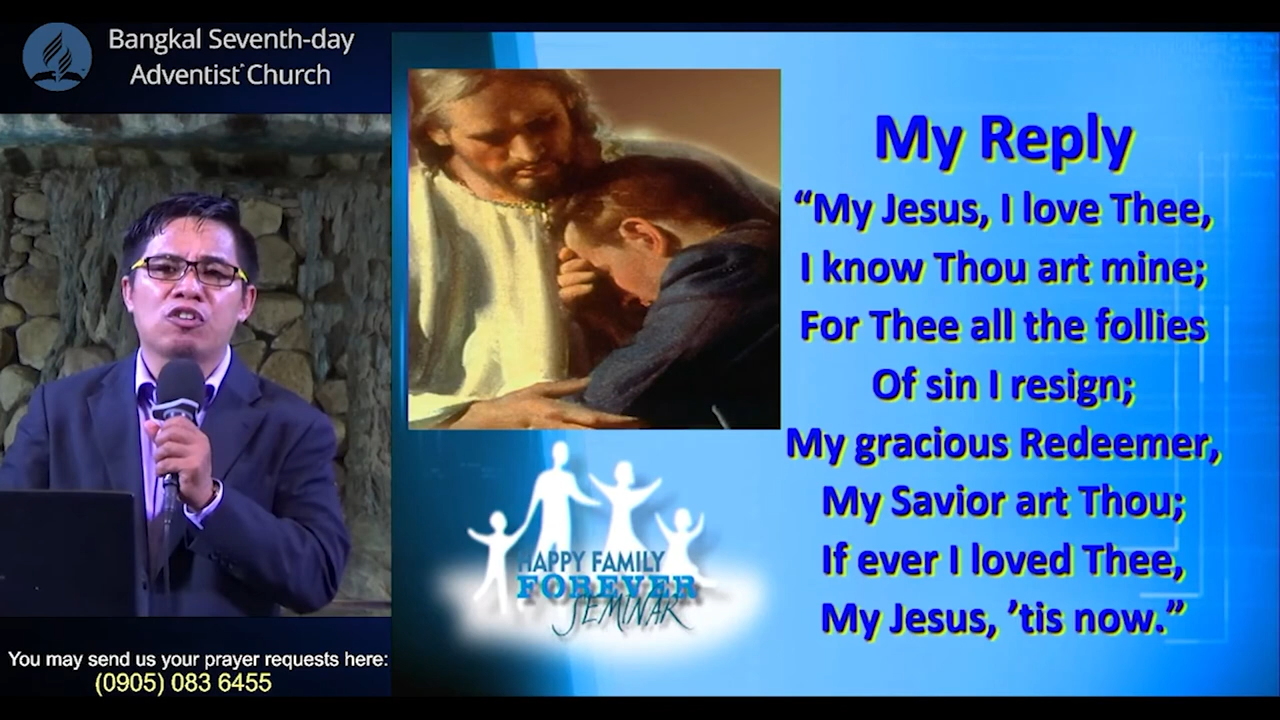 Bangkal Seventh-day
Adventist® Church
My Reply
“My Jesus, I love Thee,
I know Thou art mine;
For Thee all the follies
Of sin I resign;
My gracious Redeemer,
My Savior art Thou;
If ever I loved Thee,
My Jesus, ’tis now.”
HAPPY FAMILY
FOREVER
SEMINAR
You may send us your prayer requests here:
(0905) 083 6455